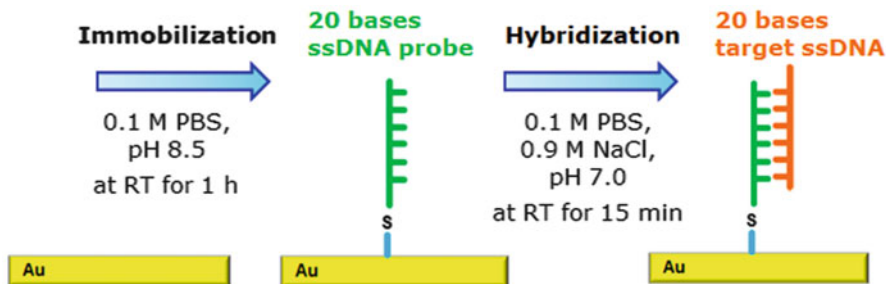 Immobilization
0.1 M PBS,
pH 8.5
at RT for 1 h
20 bases
ssDNA probe
Hybridization
0.1 M PBS,
0.9 M NaCl,
pH 7.0
at RT for 15 min
20 bases
target ssDNA
S
S
Au
Au
Au